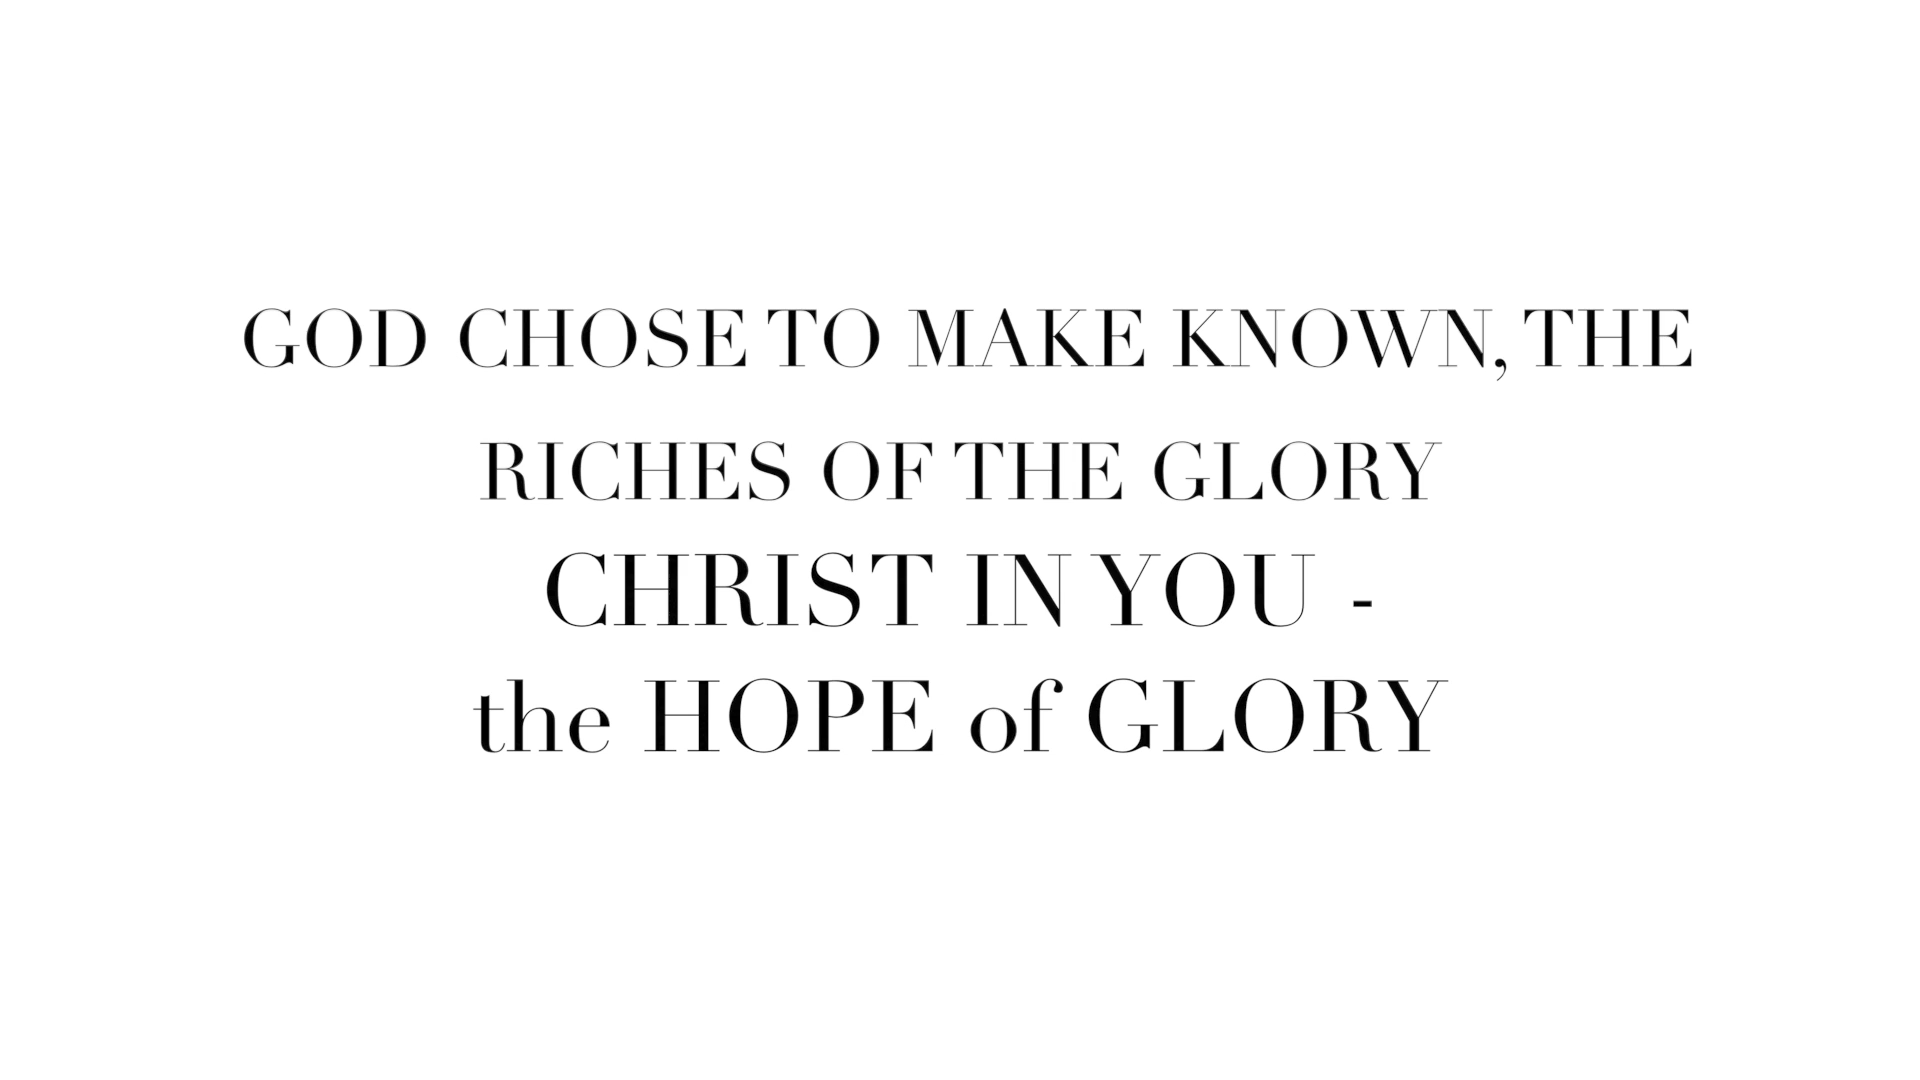 GOD CHOSE TO MAKE KNOWN, THE
RICHES OF THE GLORY
CHRIST IN YOU -
the HOPE of GLORY